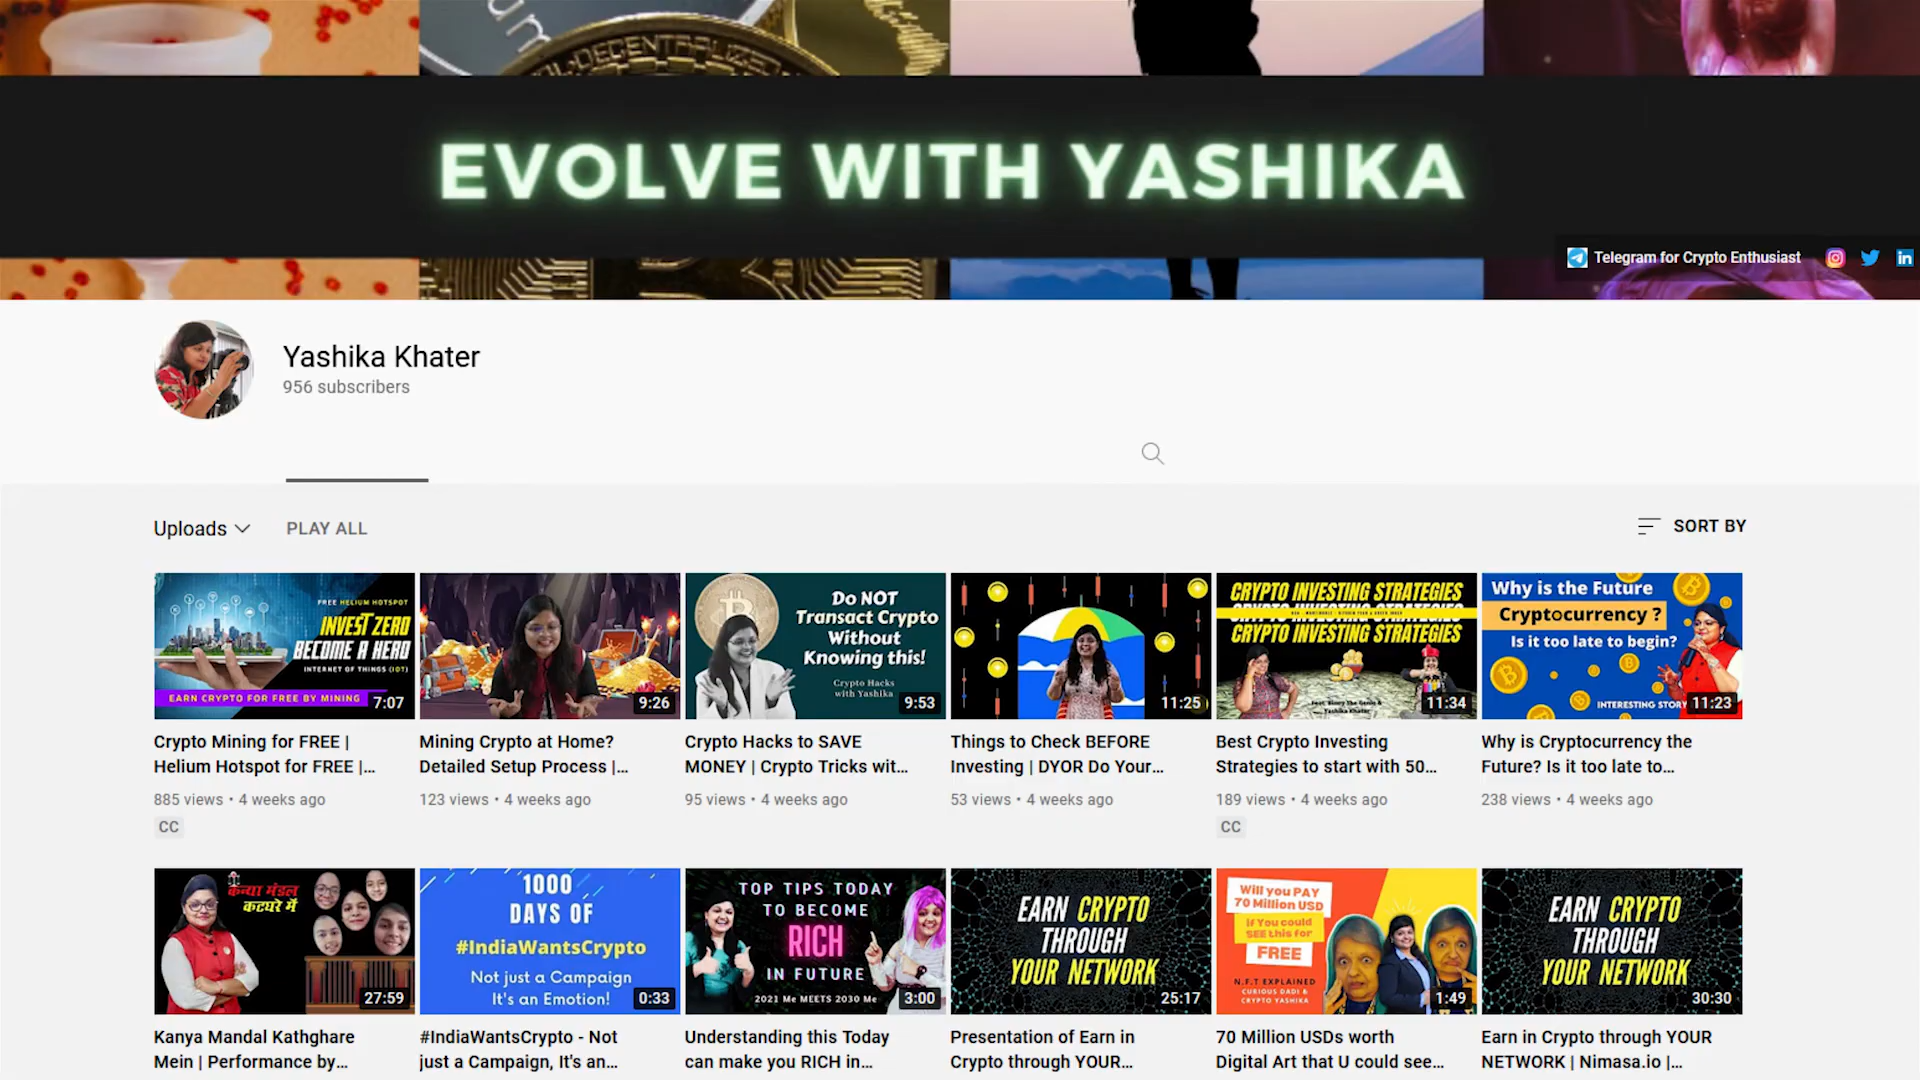 um
DECENTRALIZED
EVOLVE WITH YASHIKA
Telegram for Crypto Enthusiast
in
Yashika Khater
956 subscribers
Uploads
PLAY ALL
SORT BY
FREE HELIUM HOTSPOT
INVEST ZERO
BECOME A HERO
INTERNET OF THINGS (IOT)
EARN CRYPTO FOR FREE BY MINING
7:07
9:26
Do NOT
Transact Crypto
Without
Knowing this!
Crypto Hacks
with Yashika
9:53
11:25
CRYPTO INVESTING STRATEGIES
CRYPTO INVESTING STRATEGIES
11:34
Why is the Future
Cryptocurrency ?
Is it too late to begin?
INTERESTING STORY
11:23
Crypto Mining for FREE |
Helium Hotspot for FREE |...
885 views • 4 weeks ago
CC
Mining Crypto at Home?
Detailed Setup Process |...
123 views • 4 weeks ago
Crypto Hacks to SAVE
MONEY | Crypto Tricks wit...
95 views • 4 weeks ago
Things to Check BEFORE
Investing | DYOR Do Your...
53 views • 4 weeks ago
Best Crypto Investing
Strategies to start with 50...
189 views • 4 weeks ago
CC
Why is Cryptocurrency the
Future? Is it too late to...
238 views • 4 weeks ago
कन्या मंडल
कटघरे में
27:59
1000
DAYS OF
#IndiaWantsCrypto
Not just a Campaign
It's an Emotion!
0:33
TOP TIPS TODAY
TO BECOME
RICH
IN FUTURE
2021 Me MEETS 2030 Me
3:00
EARN CRYPTO
THROUGH
YOUR NETWORK
25:17
Will you PAY
70 Million USD
if You could
SEE this for
FREE
N.F.T EXPLAINED
CURIOUS DADI &
CRYPTO YASHIKA
1:49
EARN CRYPTO
THROUGH
YOUR NETWORK
30:30
Kanya Mandal Kathghare
Mein | Performance by...
#IndiaWantsCrypto - Not
just a Campaign, It's an...
Understanding this Today
can make you RICH in...
Presentation of Earn in
Crypto through YOUR...
70 Million USDs worth
Digital Art that U could see...
Earn in Crypto through YOUR
NETWORK | Nimasa.io |...